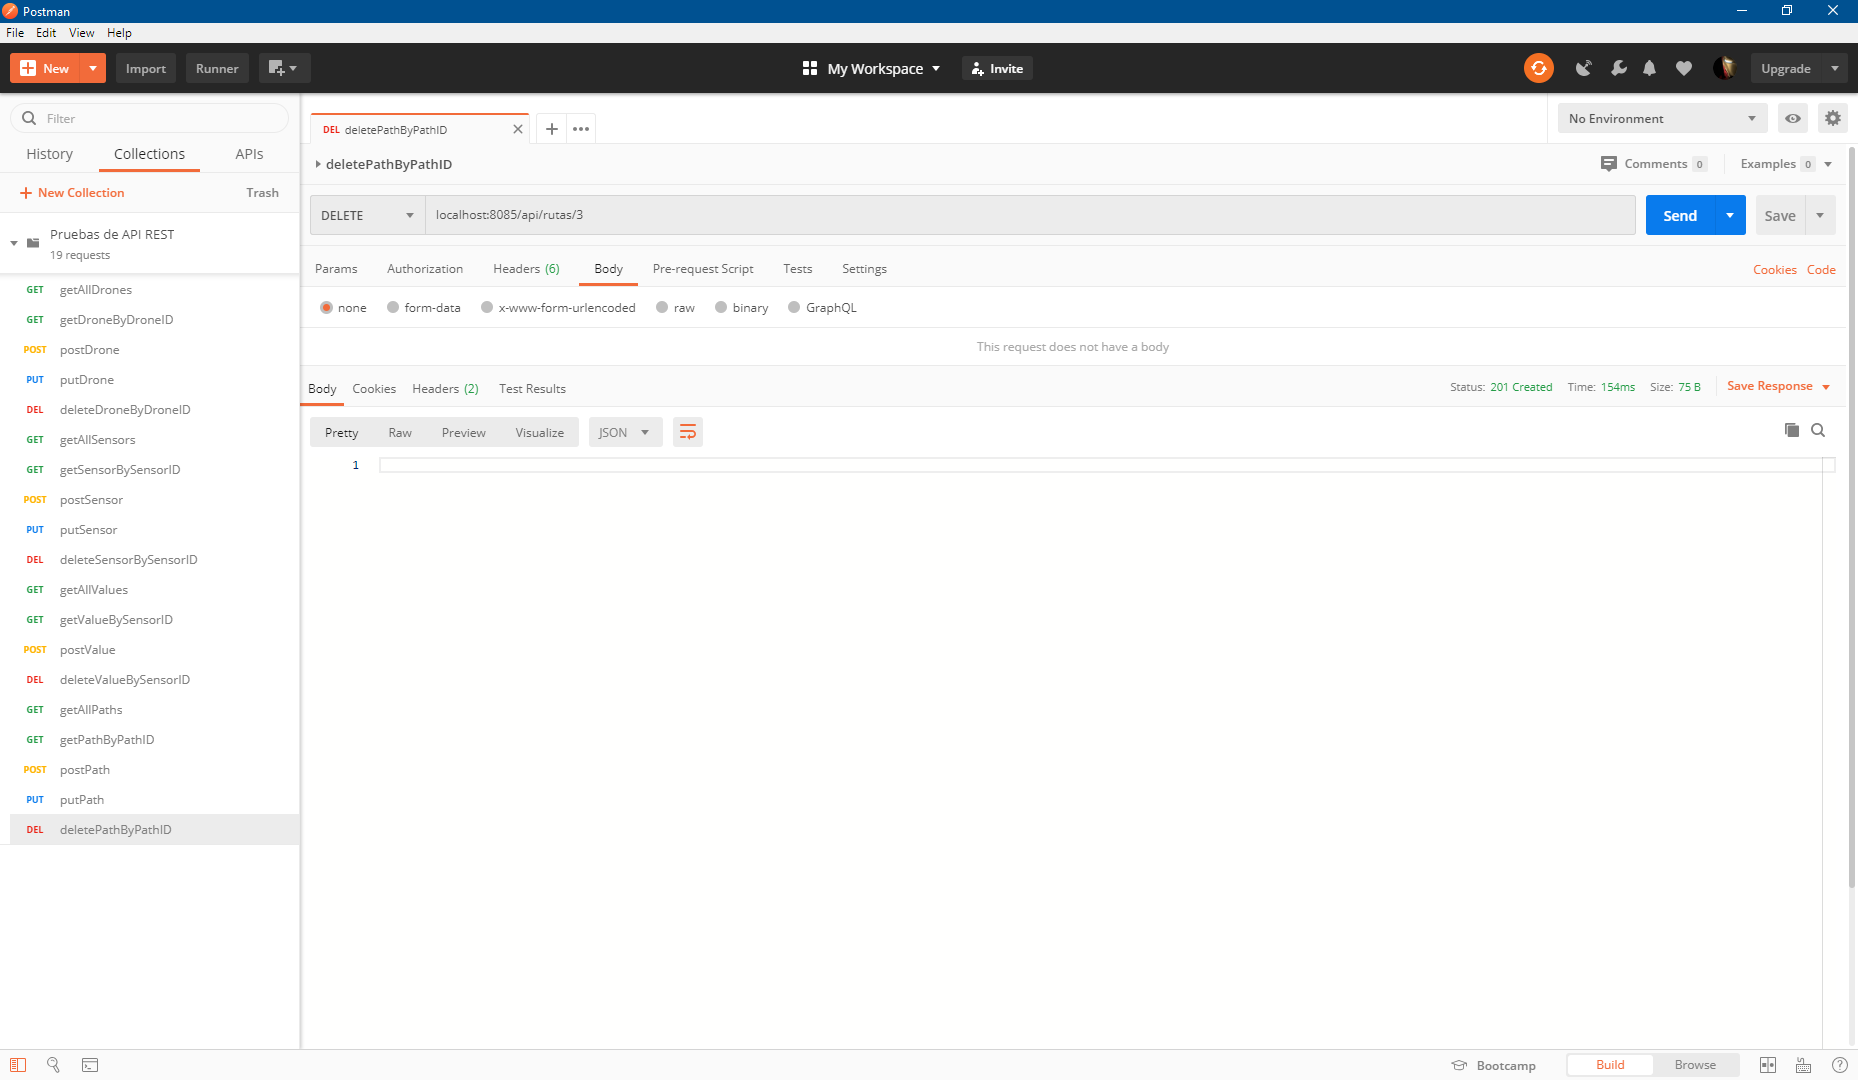 Postman
File Edit View Help
New Import Runner My Workspace Invite Upgrade
Filter
History Collections APIs
New Collection Trash
Pruebas de API REST
19 requests
GET getAllDrones
GET getDroneByDroneID
POST postDrone
PUT putDrone
DEL deleteDroneByDroneID
GET getAllSensors
GET getSensorBySensorID
POST postSensor
PUT putSensor
DEL deleteSensorBySensorID
GET getAllValues
GET getValueBySensorID
POST postValue
DEL deleteValueBySensorID
GET getAllPaths
GET getPathByPathID
POST postPath
PUT putPath
DEL deletePathByPathID
DEL deletePathByPathID No Environment
deletePathByPathID Comments 0 Examples 0
DELETE localhost:8085/api/rutas/3 Send Save
Params Authorization Headers (6) Body Pre-request Script Tests Settings Cookies Code
none form-data x-www-form-urlencoded raw binary GraphQL
This request does not have a body
Body Cookies Headers (2) Test Results Status: 201 Created Time: 154ms Size: 75 B Save Response
Pretty Raw Preview Visualize JSON
1
Bootcamp Build Browse